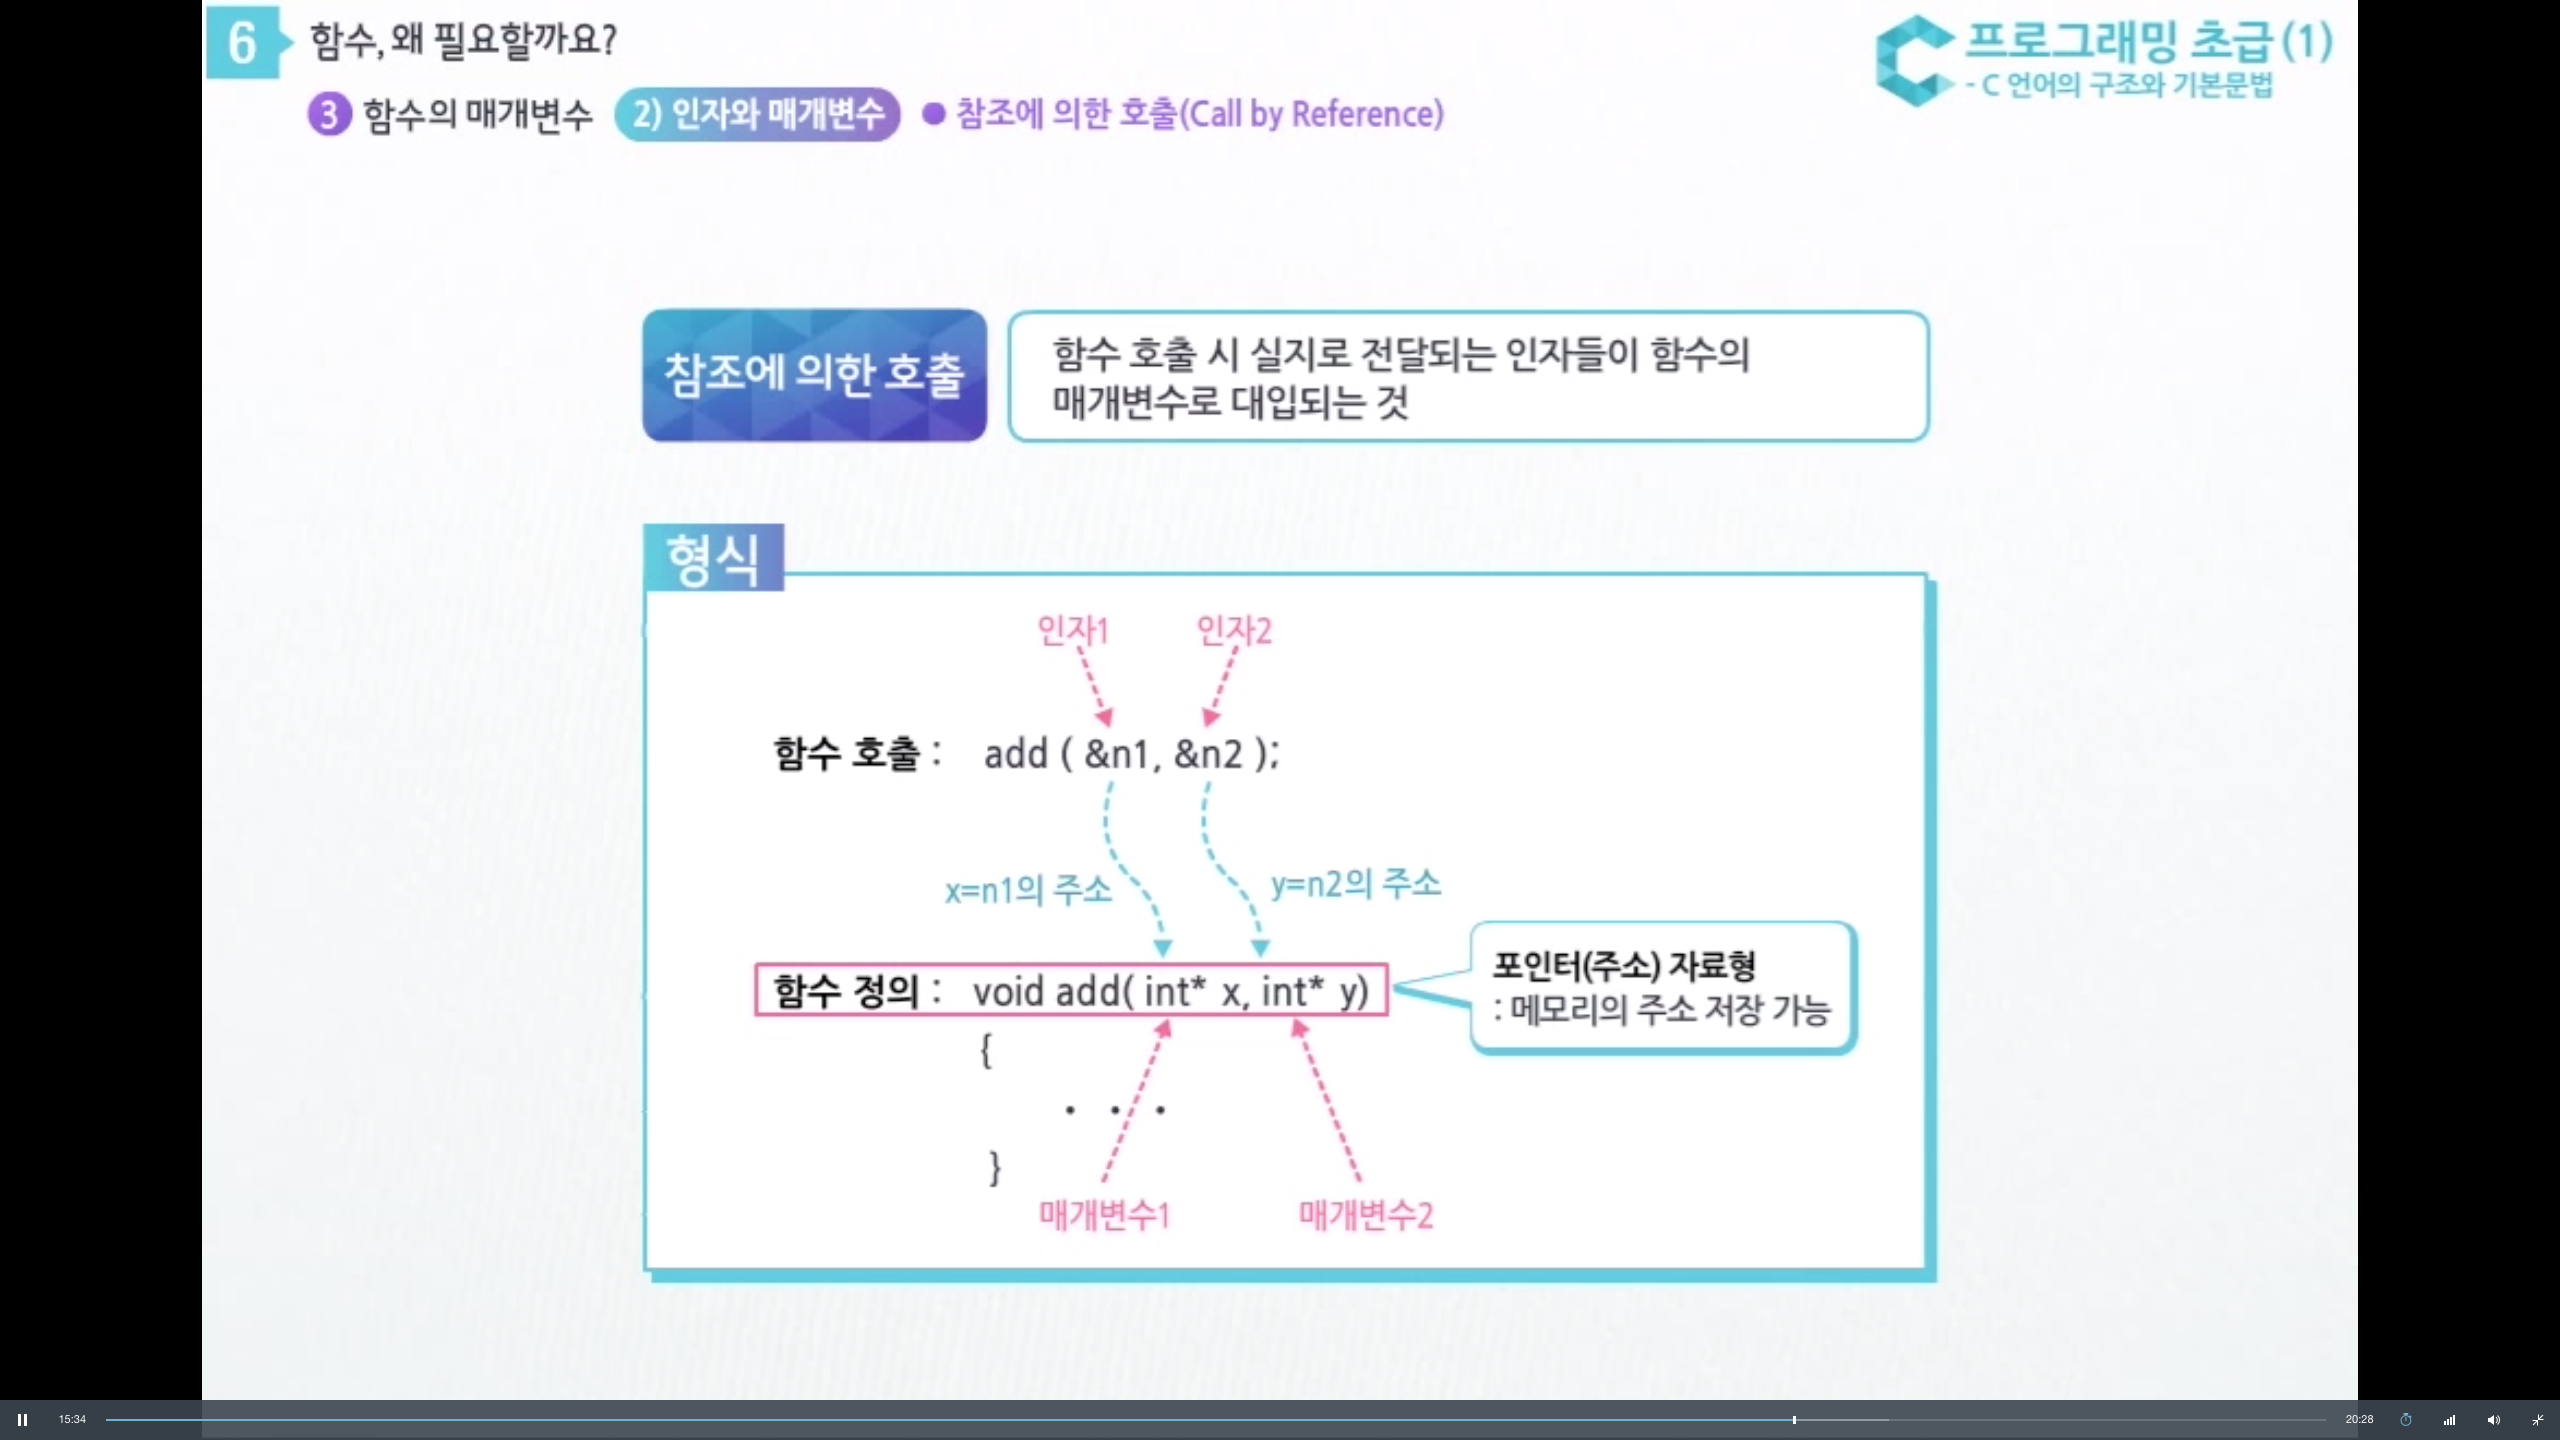 6
함수, 왜 필요할까요?
프로그래밍 초급(1)
- C 언어의 구조와 기본문법
3 함수의 매개변수 2) 인자와 매개변수 ● 참조에 의한 호출(Call by Reference)
참조에 의한 호출
함수 호출 시 실지로 전달되는 인자들이 함수의
매개변수로 대입되는 것
형식
인자1 인자2
함수 호출 : add ( &n1, &n2 );
x=n1의 주소 y=n2의 주소
함수 정의 : void add( int* x, int* y)
포인터(주소) 자료형
: 메모리의 주소 저장 가능
{
. . .
}
매개변수1 매개변수2
15:34 20:28